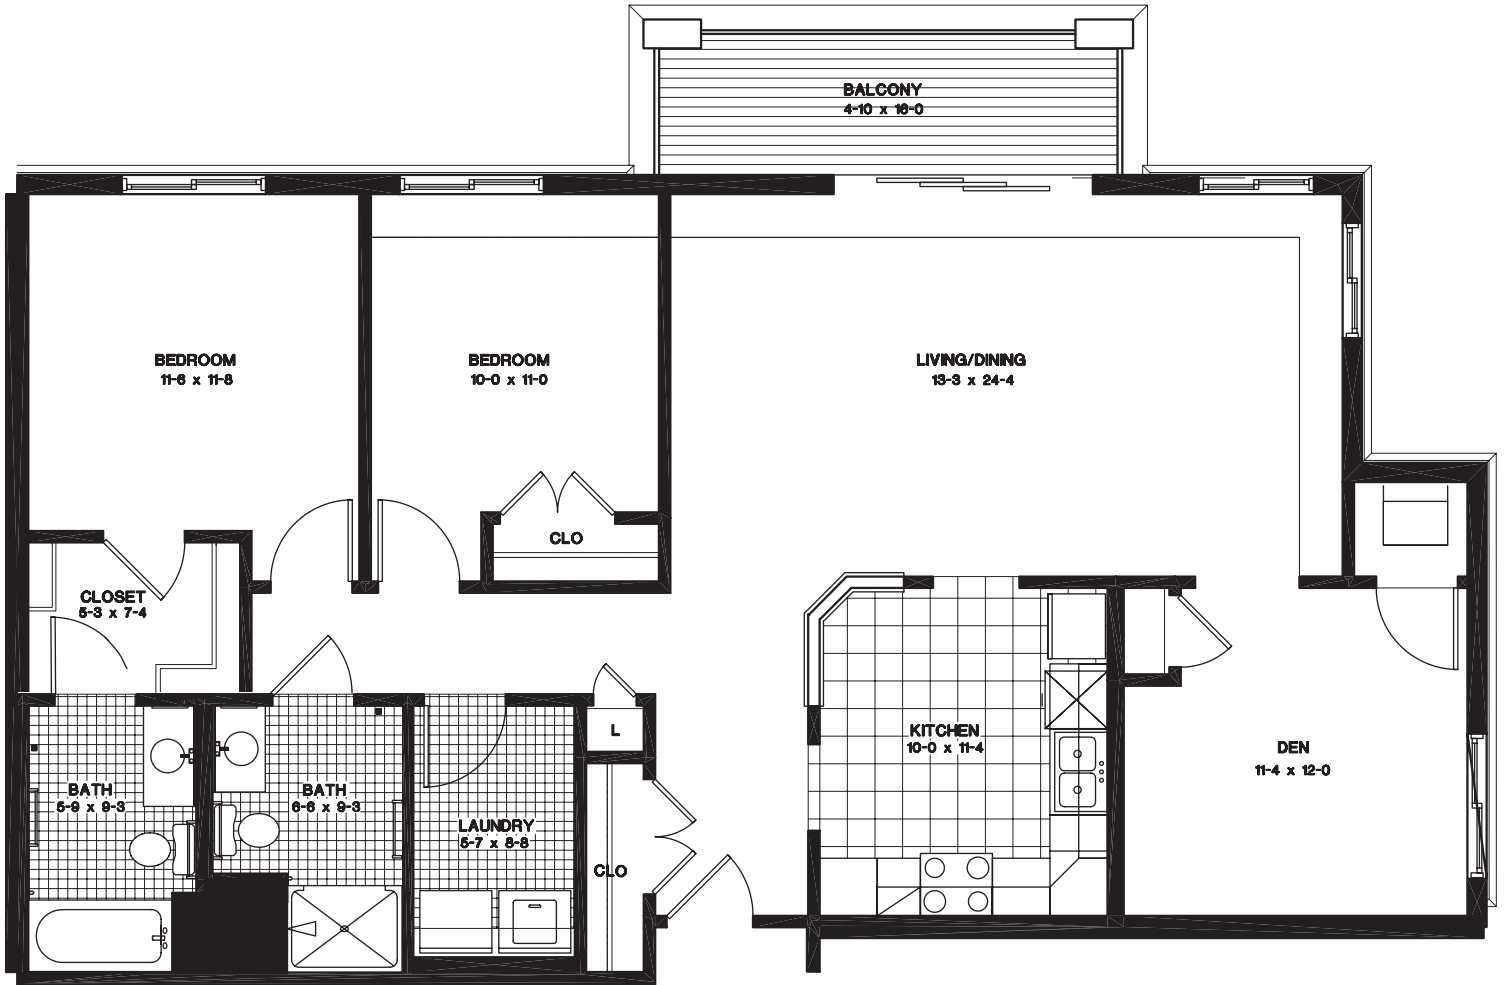 BALCONY
4-10 x 16-0
BEDROOM
11-6 x 11-8
BEDROOM
10-0 x 11-0
LIVING/DINING
13-3 x 24-4
CLO
CLOSET
5-3 x 7-4
L
KITCHEN
10-0 x 11-4
DEN
11-4 x 12-0
BATH
5-9 x 9-3
BATH
6-6 x 9-3
LAUNDRY
5-7 x 8-8
CLO